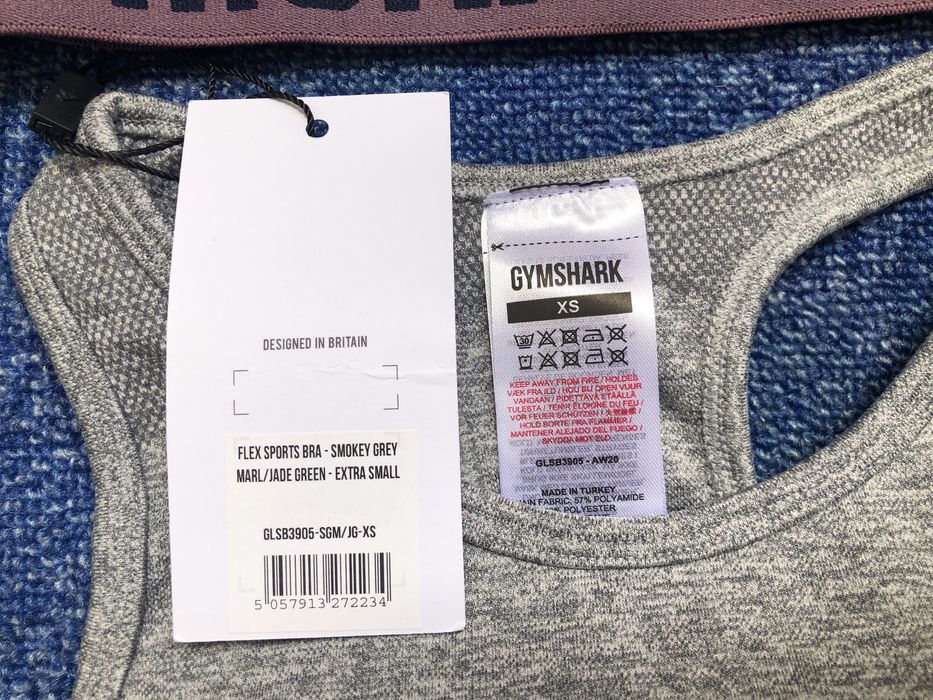 DESIGNED IN BRITAIN
FLEX SPORTS BRA - SMOKEY GREY
MARL/JADE GREEN - EXTRA SMALL
GLSB3905-SGM/JG-XS
5 057913 272234
GYMSHARK
XS
30
KEEP AWAY FROM FIRE / HOLDES
VÆK FRA ILD / HOU BIJ OPEN VUUR
VANDAAN / PIDETTÄVÄ ETÄÄLLÄ
TULESTA / TENIR ÉLOIGNÉ DU FEU /
VOR FEUER SCHÜTZEN /
HOLD BORTE FRA FLAMMER /
MANTENER ALEJADO DEL FUEGO /
SKYDDA MOT ELD.
GLSB3905 - AW20
MADE IN TURKEY
FABRIC: 57% POLYAMIDE
POLYESTER